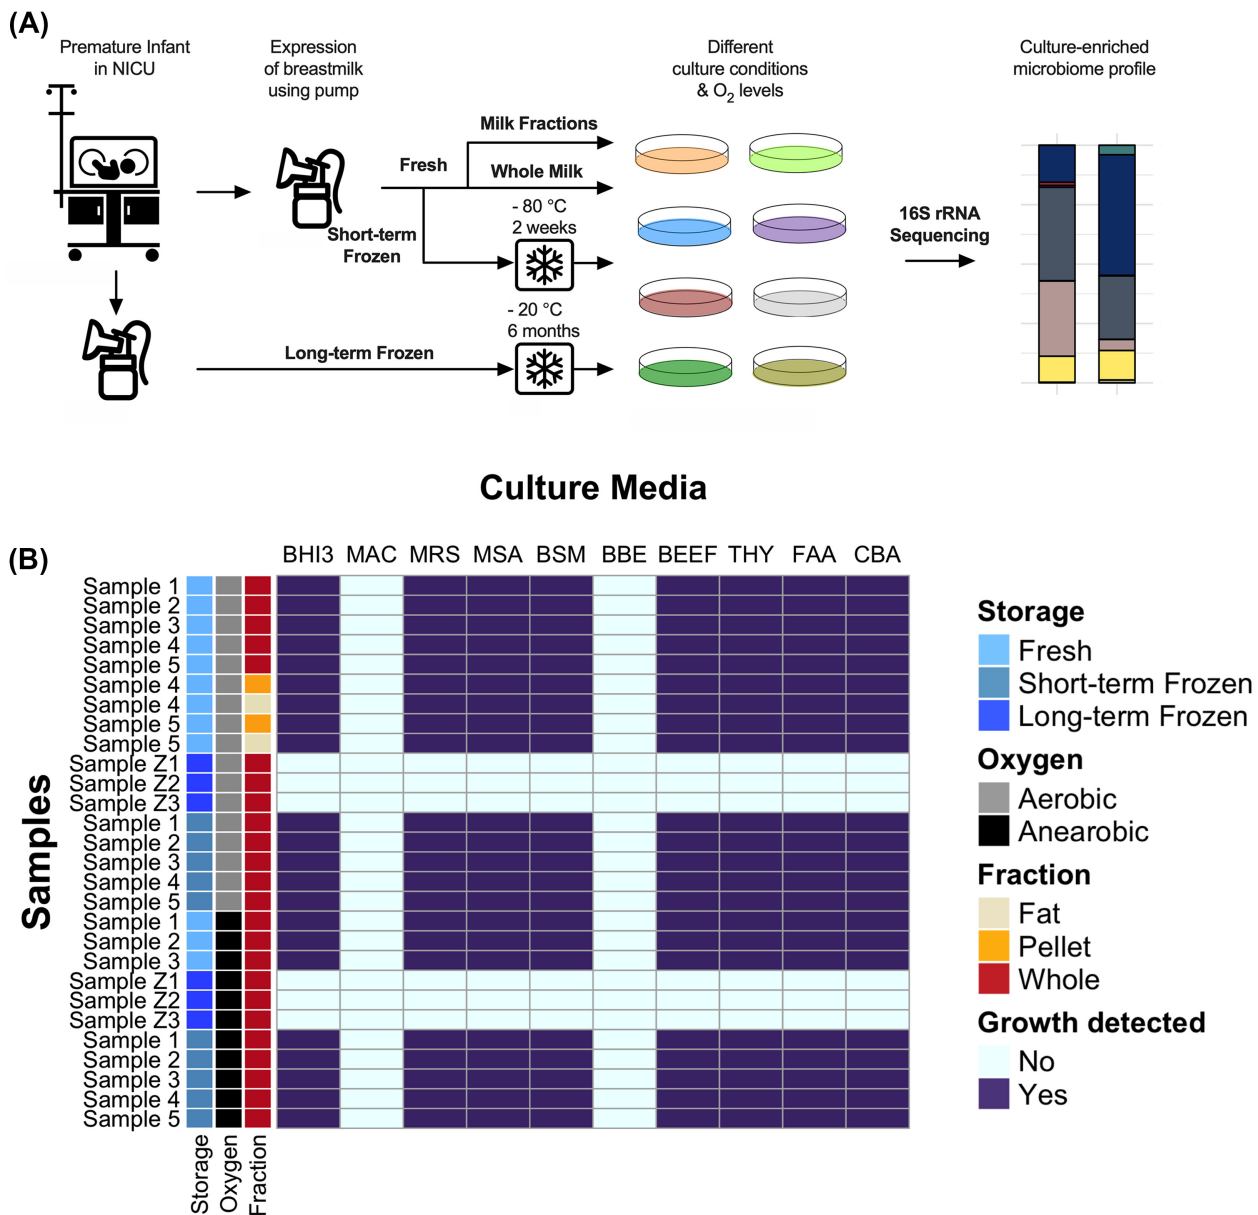 (A)
Premature Infant
in NICU
Expression
of breastmilk
using pump
Different
culture conditions
& O2 levels
Culture-enriched
microbiome profile
Milk Fractions
Fresh
Whole Milk
- 80 °C
2 weeks
Short-term
Frozen
16S rRNA
Sequencing
- 20 °C
6 months
Long-term Frozen
Culture Media
(B)
BHI3 MAC MRS MSA BSM BBE BEEF THY FAA CBA
Samples
Sample 1
Sample 2
Sample 3
Sample 4
Sample 5
Sample 4
Sample 4
Sample 5
Sample 5
Sample Z1
Sample Z2
Sample Z3
Sample 1
Sample 2
Sample 3
Sample 4
Sample 5
Sample 1
Sample 2
Sample 3
Sample Z1
Sample Z2
Sample Z3
Sample 1
Sample 2
Sample 3
Sample 4
Sample 5
Storage
Oxygen
Fraction
Storage
Fresh
Short-term Frozen
Long-term Frozen
Oxygen
Aerobic
Anearobic
Fraction
Fat
Pellet
Whole
Growth detected
No
Yes